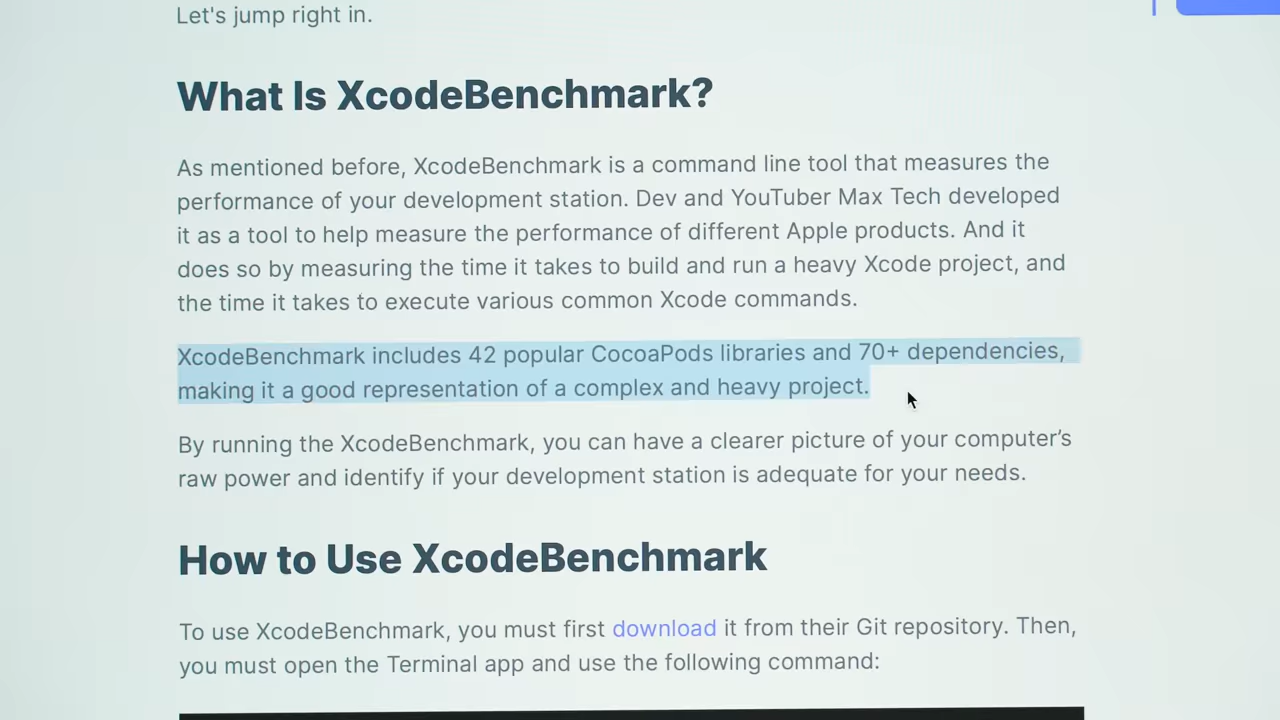 Let's jump right in.
What Is XcodeBenchmark?
As mentioned before, XcodeBenchmark is a command line tool that measures the
performance of your development station. Dev and YouTuber Max Tech developed
it as a tool to help measure the performance of different Apple products. And it
does so by measuring the time it takes to build and run a heavy Xcode project, and
the time it takes to execute various common Xcode commands.
XcodeBenchmark includes 42 popular CocoaPods libraries and 70+ dependencies,
making it a good representation of a complex and heavy project.
By running the XcodeBenchmark, you can have a clearer picture of your computer’s
raw power and identify if your development station is adequate for your needs.
How to Use XcodeBenchmark
To use XcodeBenchmark, you must first download it from their Git repository. Then,
you must open the Terminal app and use the following command: